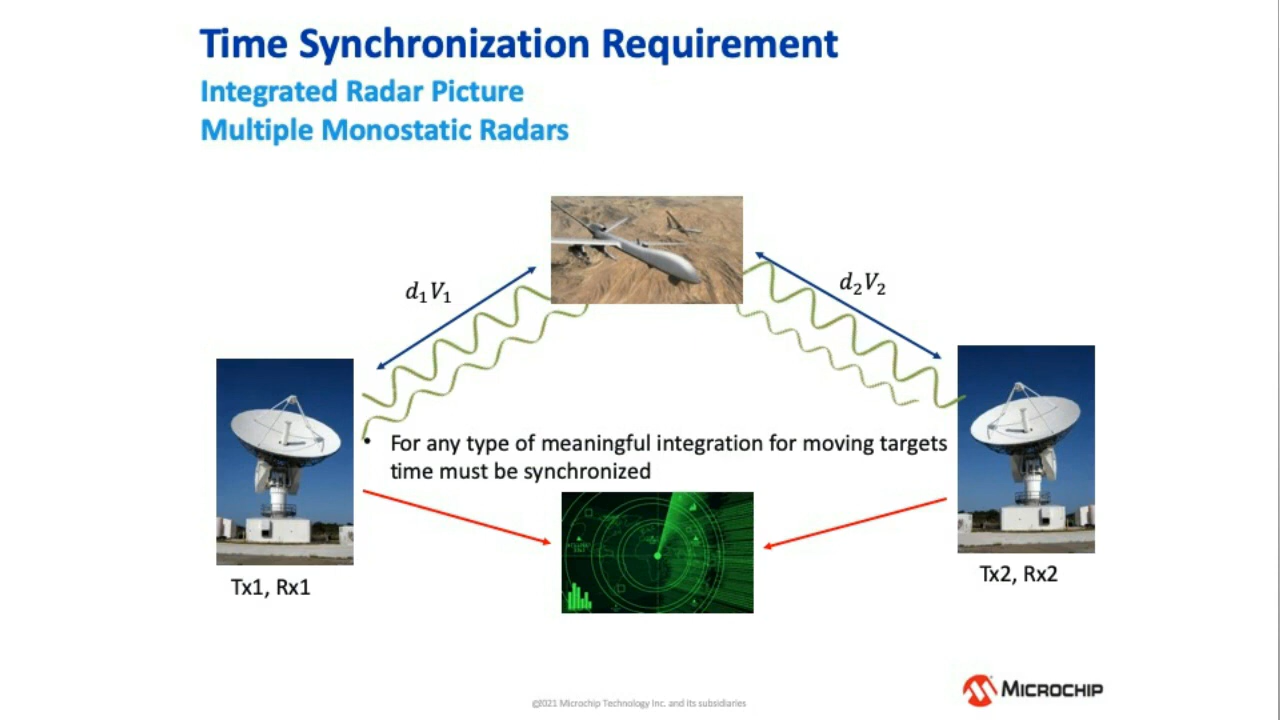 Time Synchronization Requirement
Integrated Radar Picture
Multiple Monostatic Radars
d₁V₁
d₂V₂
• For any type of meaningful integration for moving targets
time must be synchronized
Tx1, Rx1
Tx2, Rx2
©2021 Microchip Technology Inc. and its subsidiaries
MICROCHIP